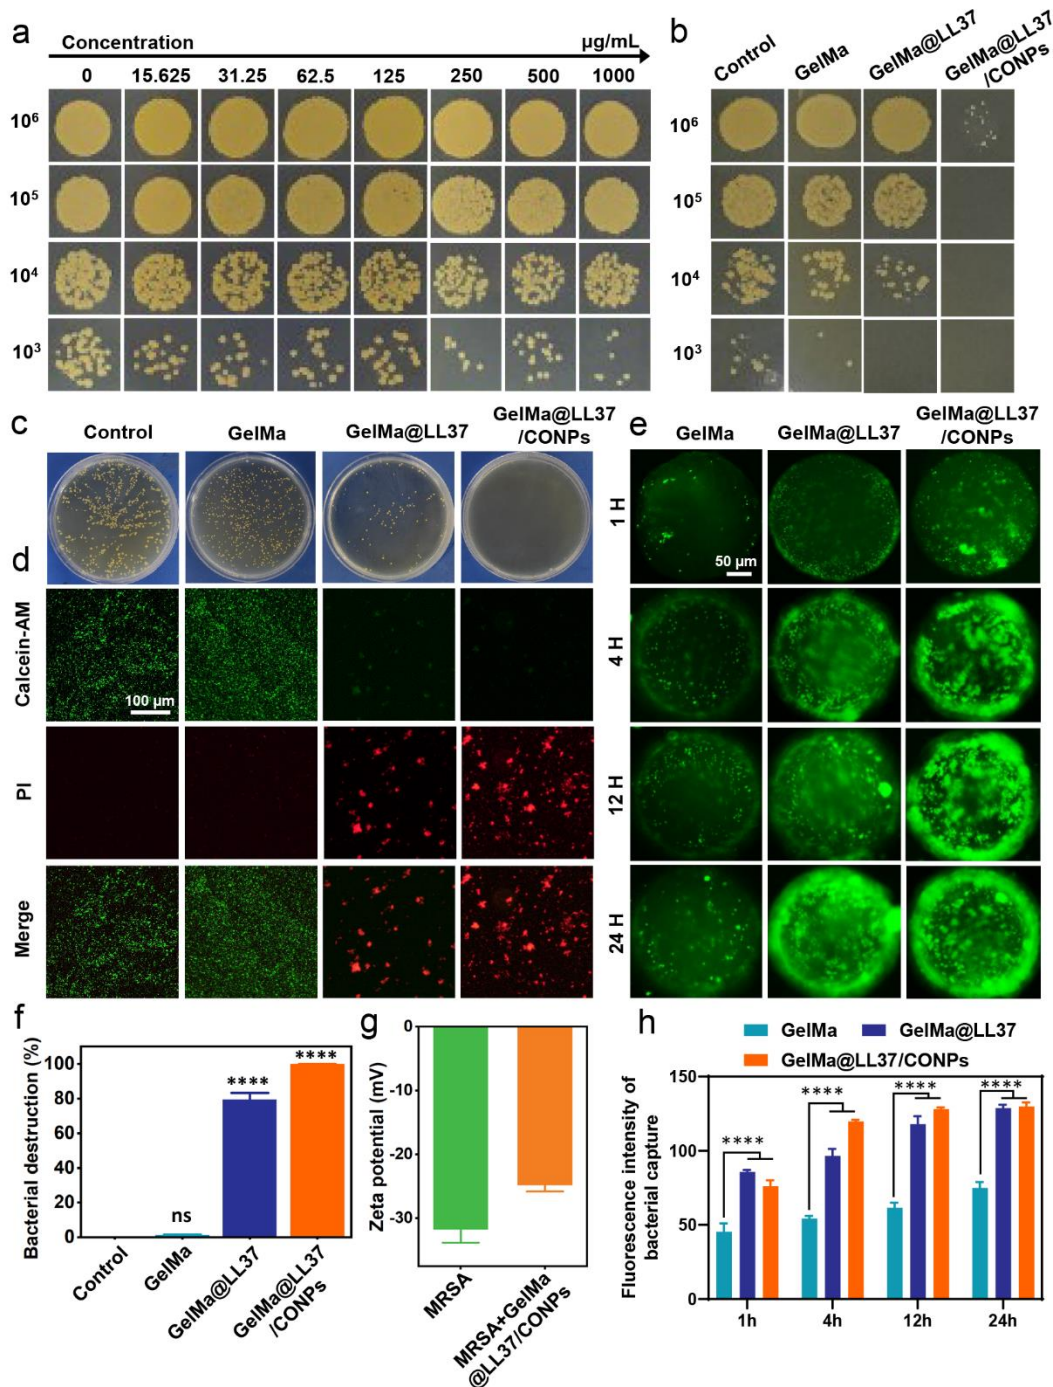 a
Concentration μg/mL
0 15.625 31.25 62.5 125 250 500 1000
10⁶
10⁵
10⁴
10³
b
Control GelMa GelMa@LL37 GelMa@LL37
/CONPs
10⁶
10⁵
10⁴
10³
c
Control GelMa GelMa@LL37 GelMa@LL37
/CONPs
d
Calcein-AM
100 μm
PI
Merge
e
GelMa GelMa@LL37 GelMa@LL37
/CONPs
1 H
50 μm
4 H
12 H
24 H
f
Bacterial destruction (%)
100
80
60
40
20
0
ns
****
****
Control
GelMa
GelMa@LL37
GelMa@LL37
/CONPs
g
Zeta potential (mV)
0
-10
-20
-30
MRSA
MRSA+GelMa
@LL37/CONPs
h
GelMa GelMa@LL37
GelMa@LL37/CONPs
Fluorescence intensity of
bacterial capture
150
100
50
0
****
****
****
****
1h 4h 12h 24h